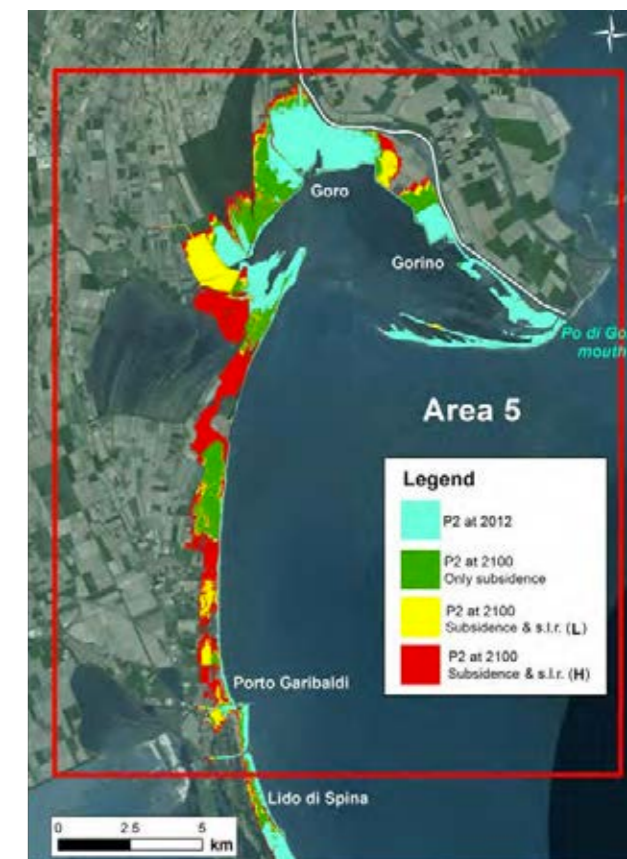 Goro
Gorino
Po di Go
mouth
Area 5
Legend
P2 at 2012
P2 at 2100
Only subsidence
P2 at 2100
Subsidence & s.l.r. (L)
P2 at 2100
Subsidence & s.l.r. (H)
Porto Garibaldi
Lido di Spina
0 2.5 5
km